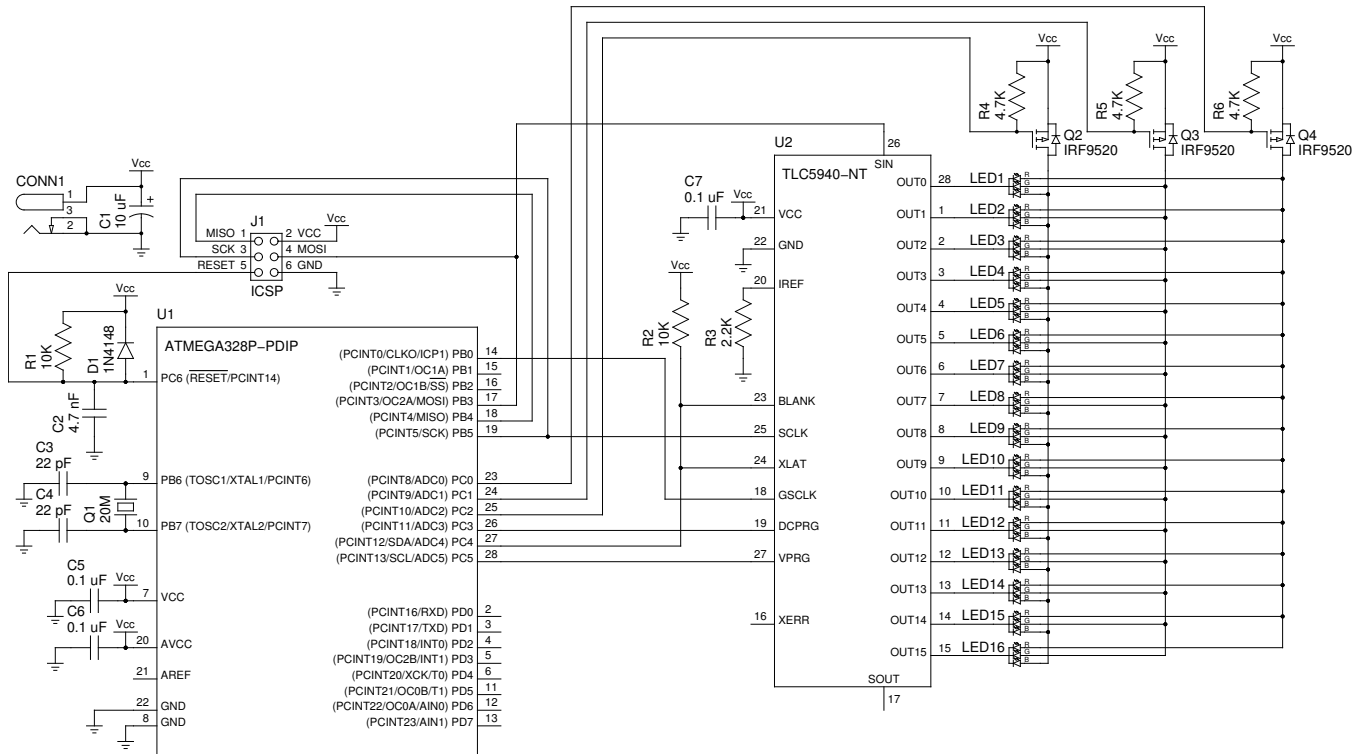 CONN1
1
3
2
Vcc
C1
10 uF
+
J1
MISO 1
SCK 3
RESET 5
2 VCC
4 MOSI
6 GND
Vcc
ICSP
Vcc
R1
10K
D1
1N4148
C2
4.7 nF
C3
22 pF
C4
22 pF
Q1
20M
C5
0.1 uF
Vcc
C6
0.1 uF
Vcc
U1
ATMEGA328P-PDIP
1 PC6 (RESET/PCINT14)
9 PB6 (TOSC1/XTAL1/PCINT6)
10 PB7 (TOSC2/XTAL2/PCINT7)
7 VCC
20 AVCC
21 AREF
22 GND
8 GND
(PCINT0/CLKO/ICP1) PB0 14
(PCINT1/OC1A) PB1 15
(PCINT2/OC1B/SS) PB2 16
(PCINT3/OC2A/MOSI) PB3 17
(PCINT4/MISO) PB4 18
(PCINT5/SCK) PB5 19
(PCINT8/ADC0) PC0 23
(PCINT9/ADC1) PC1 24
(PCINT10/ADC2) PC2 25
(PCINT11/ADC3) PC3 26
(PCINT12/SDA/ADC4) PC4 27
(PCINT13/SCL/ADC5) PC5 28
(PCINT16/RXD) PD0 2
(PCINT17/TXD) PD1 3
(PCINT18/INT0) PD2 4
(PCINT19/OC2B/INT1) PD3 5
(PCINT20/XCK/T0) PD4 6
(PCINT21/OC0B/T1) PD5 11
(PCINT22/OC0A/AIN0) PD6 12
(PCINT23/AIN1) PD7 13
C7
0.1 uF
Vcc
Vcc
R2
10K
R3
2.2K
U2
TLC5940-NT
26
SIN
21 VCC
22 GND
20 IREF
23 BLANK
25 SCLK
24 XLAT
18 GSCLK
19 DCPRG
27 VPRG
16 XERR
SOUT
17
OUT0 28 LED1 R G B
OUT1 1 LED2 R G B
OUT2 2 LED3 R G B
OUT3 3 LED4 R G B
OUT4 4 LED5 R G B
OUT5 5 LED6 R G B
OUT6 6 LED7 R G B
OUT7 7 LED8 R G B
OUT8 8 LED9 R G B
OUT9 9 LED10 R G B
OUT10 10 LED11 R G B
OUT11 11 LED12 R G B
OUT12 12 LED13 R G B
OUT13 13 LED14 R G B
OUT14 14 LED15 R G B
OUT15 15 LED16 R G B
Vcc
R4
4.7K
Q2
IRF9520
Vcc
R5
4.7K
Q3
IRF9520
Vcc
R6
4.7K
Q4
IRF9520